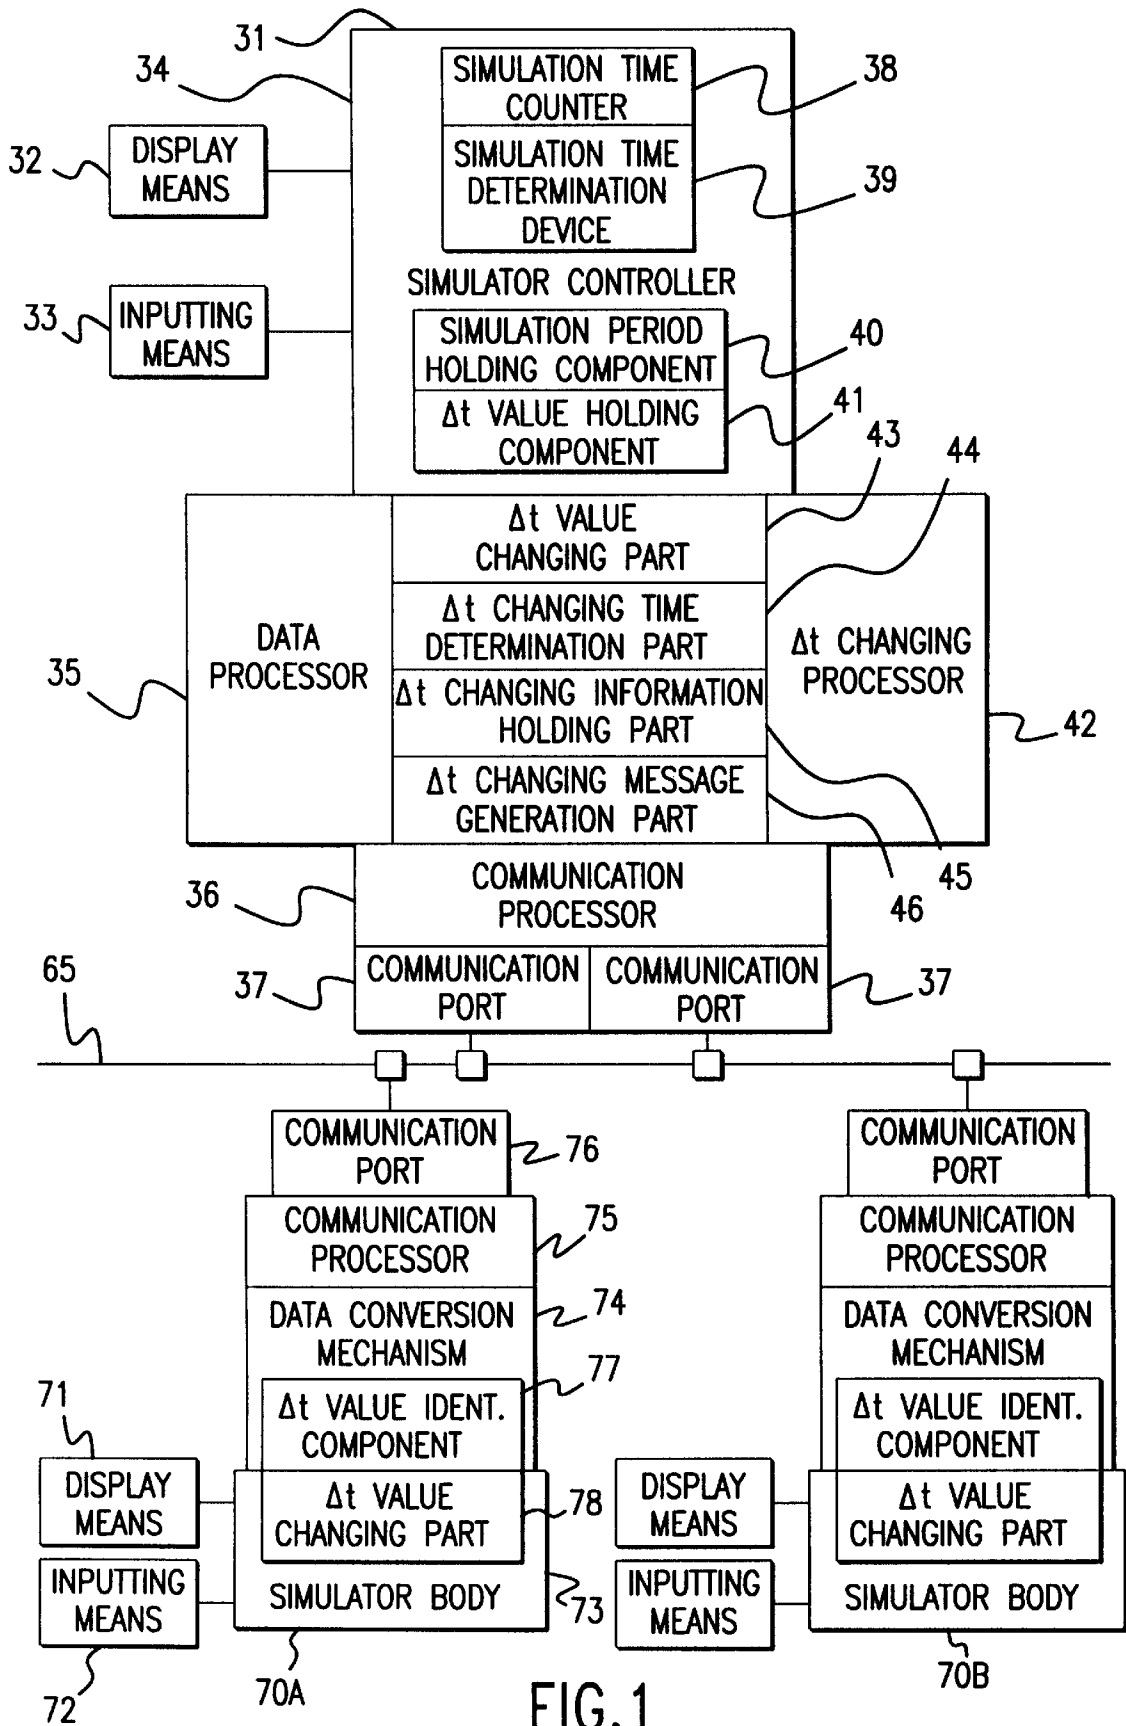 31
34
SIMULATION TIME
COUNTER
38
32
DISPLAY
MEANS
SIMULATION TIME
DETERMINATION
DEVICE
39
SIMULATOR CONTROLLER
33
INPUTTING
MEANS
SIMULATION PERIOD
HOLDING COMPONENT
40
Δt VALUE HOLDING
COMPONENT
41
43
44
Δt VALUE
CHANGING PART
DATA
PROCESSOR
Δt CHANGING TIME
DETERMINATION PART
Δt CHANGING
PROCESSOR
35
Δt CHANGING INFORMATION
HOLDING PART
42
Δt CHANGING MESSAGE
GENERATION PART
36
COMMUNICATION
PROCESSOR
46
45
65
37
COMMUNICATION
PORT
COMMUNICATION
PORT
37
COMMUNICATION
PORT
76
COMMUNICATION
PROCESSOR
75
DATA CONVERSION
MECHANISM
74
77
Δt VALUE IDENT.
COMPONENT
71
DISPLAY
MEANS
Δt VALUE
CHANGING PART
78
INPUTTING
MEANS
SIMULATOR BODY
73
72
70A
COMMUNICATION
PORT
COMMUNICATION
PROCESSOR
DATA CONVERSION
MECHANISM
Δt VALUE IDENT.
COMPONENT
DISPLAY
MEANS
Δt VALUE
CHANGING PART
INPUTTING
MEANS
SIMULATOR BODY
70B
FIG.1